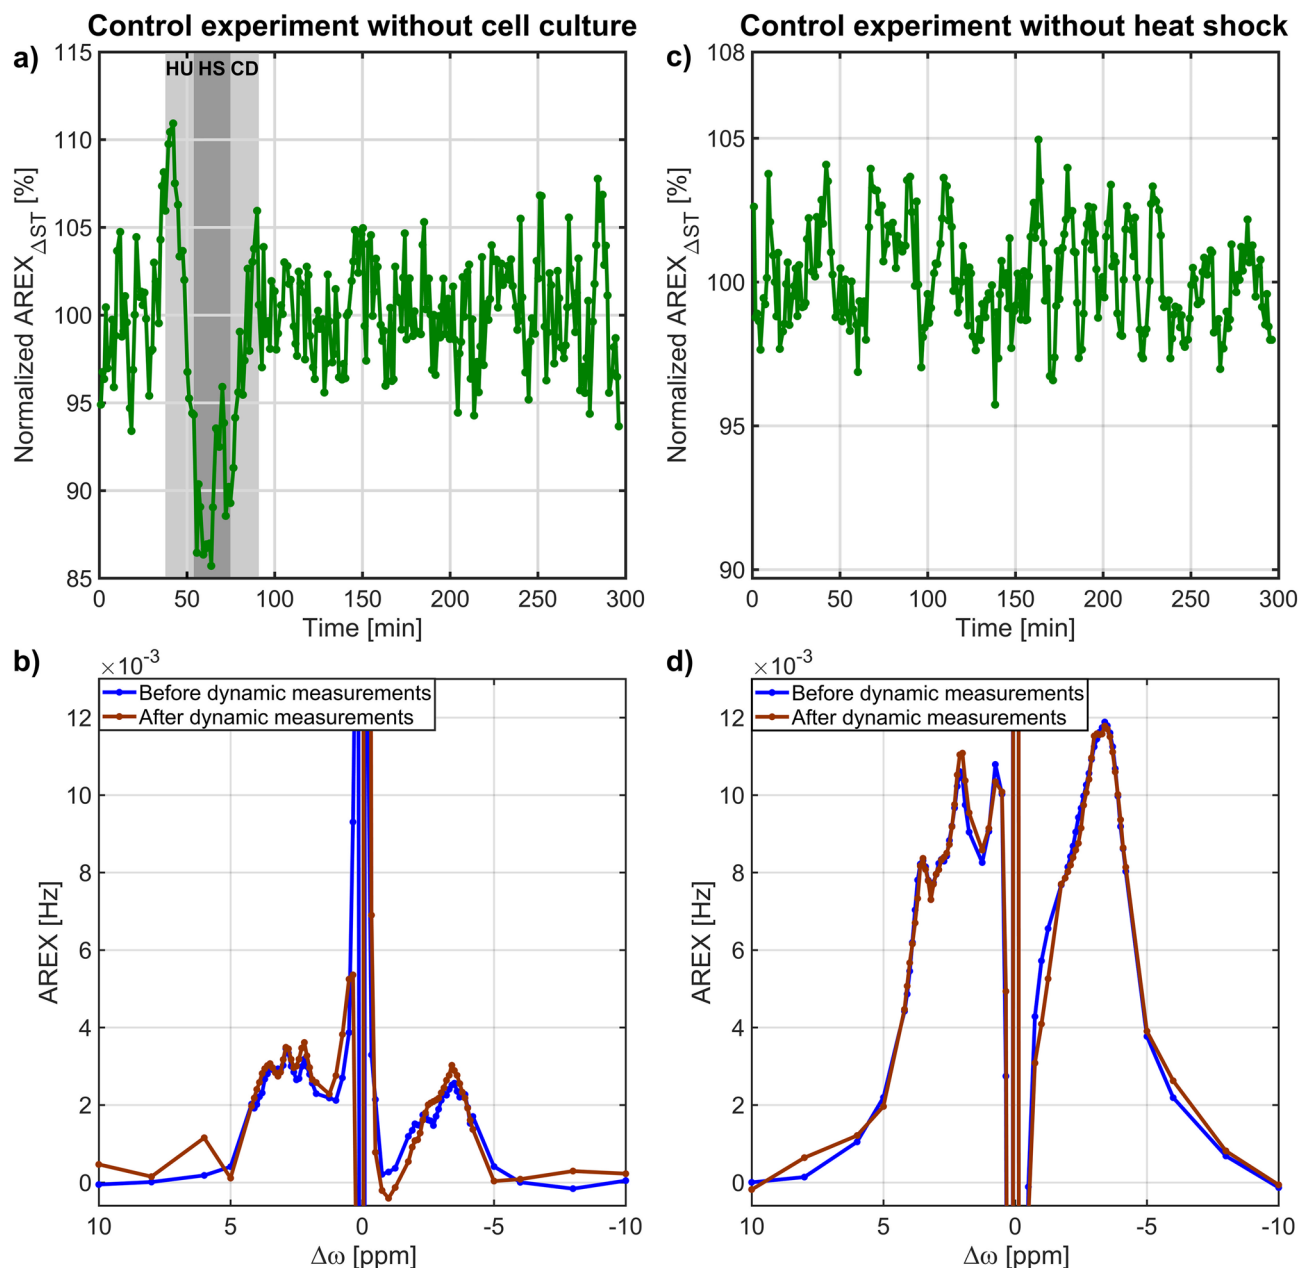 Control experiment without cell culture
Control experiment without heat shock
a)
HU HS CD
115
110
105
100
95
90
85
Normalized AREX_ΔST [%]
0 50 100 150 200 250 300
Time [min]
c)
108
105
100
95
90
Normalized AREX_ΔST [%]
0 50 100 150 200 250 300
Time [min]
b)
×10^-3
Before dynamic measurements
After dynamic measurements
12
10
8
6
4
2
0
AREX [Hz]
10 5 0 -5 -10
Δω [ppm]
d)
×10^-3
Before dynamic measurements
After dynamic measurements
12
10
8
6
4
2
0
AREX [Hz]
10 5 0 -5 -10
Δω [ppm]